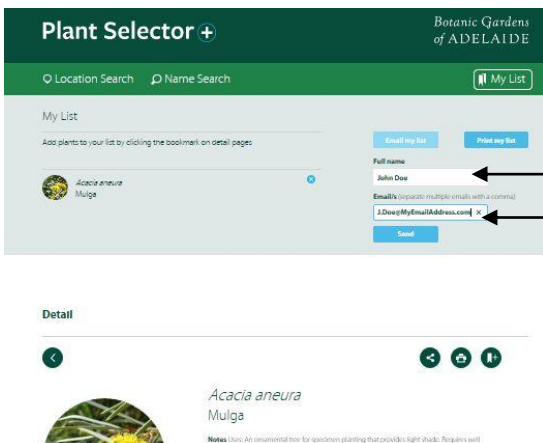 Plant Selector +
Botanic Gardens
of ADELAIDE
Location Search Name Search
My List
My List
Add plants to your list by clicking the bookmark on detail pages
Email my list Print my list
Full name
John Doe
Acacia aneura
Mulga
Email/s (separate multiple emails with a comma)
J.Doe@MyEmailAddress.com ×
Send
Detail
Acacia aneura
Mulga
Notes Uses: An ornamental tree for specimen planting that provides light shade. Requires well